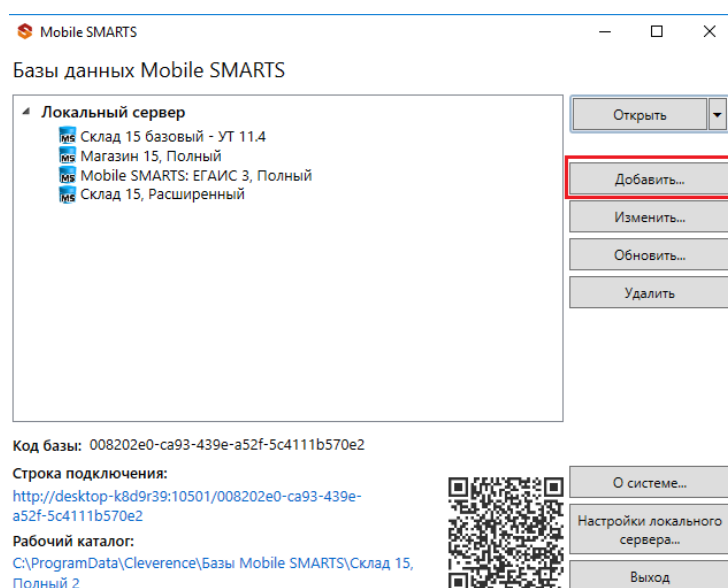 Mobile SMARTS
Базы данных Mobile SMARTS
Локальный сервер
Склад 15 базовый - УТ 11.4
Магазин 15, Полный
Mobile SMARTS: ЕГАИС 3, Полный
Склад 15, Расширенный
Открыть
Добавить...
Изменить...
Обновить...
Удалить
Код базы: 008202e0-ca93-439e-a52f-5c4111b570e2
Строка подключения:
http://desktop-k8d9r39:10501/008202e0-ca93-439e-
a52f-5c4111b570e2
Рабочий каталог:
C:\ProgramData\Cleverence\Базы Mobile SMARTS\Склад 15,
Полный 2
О системе...
Настройки локального
сервера...
Выход